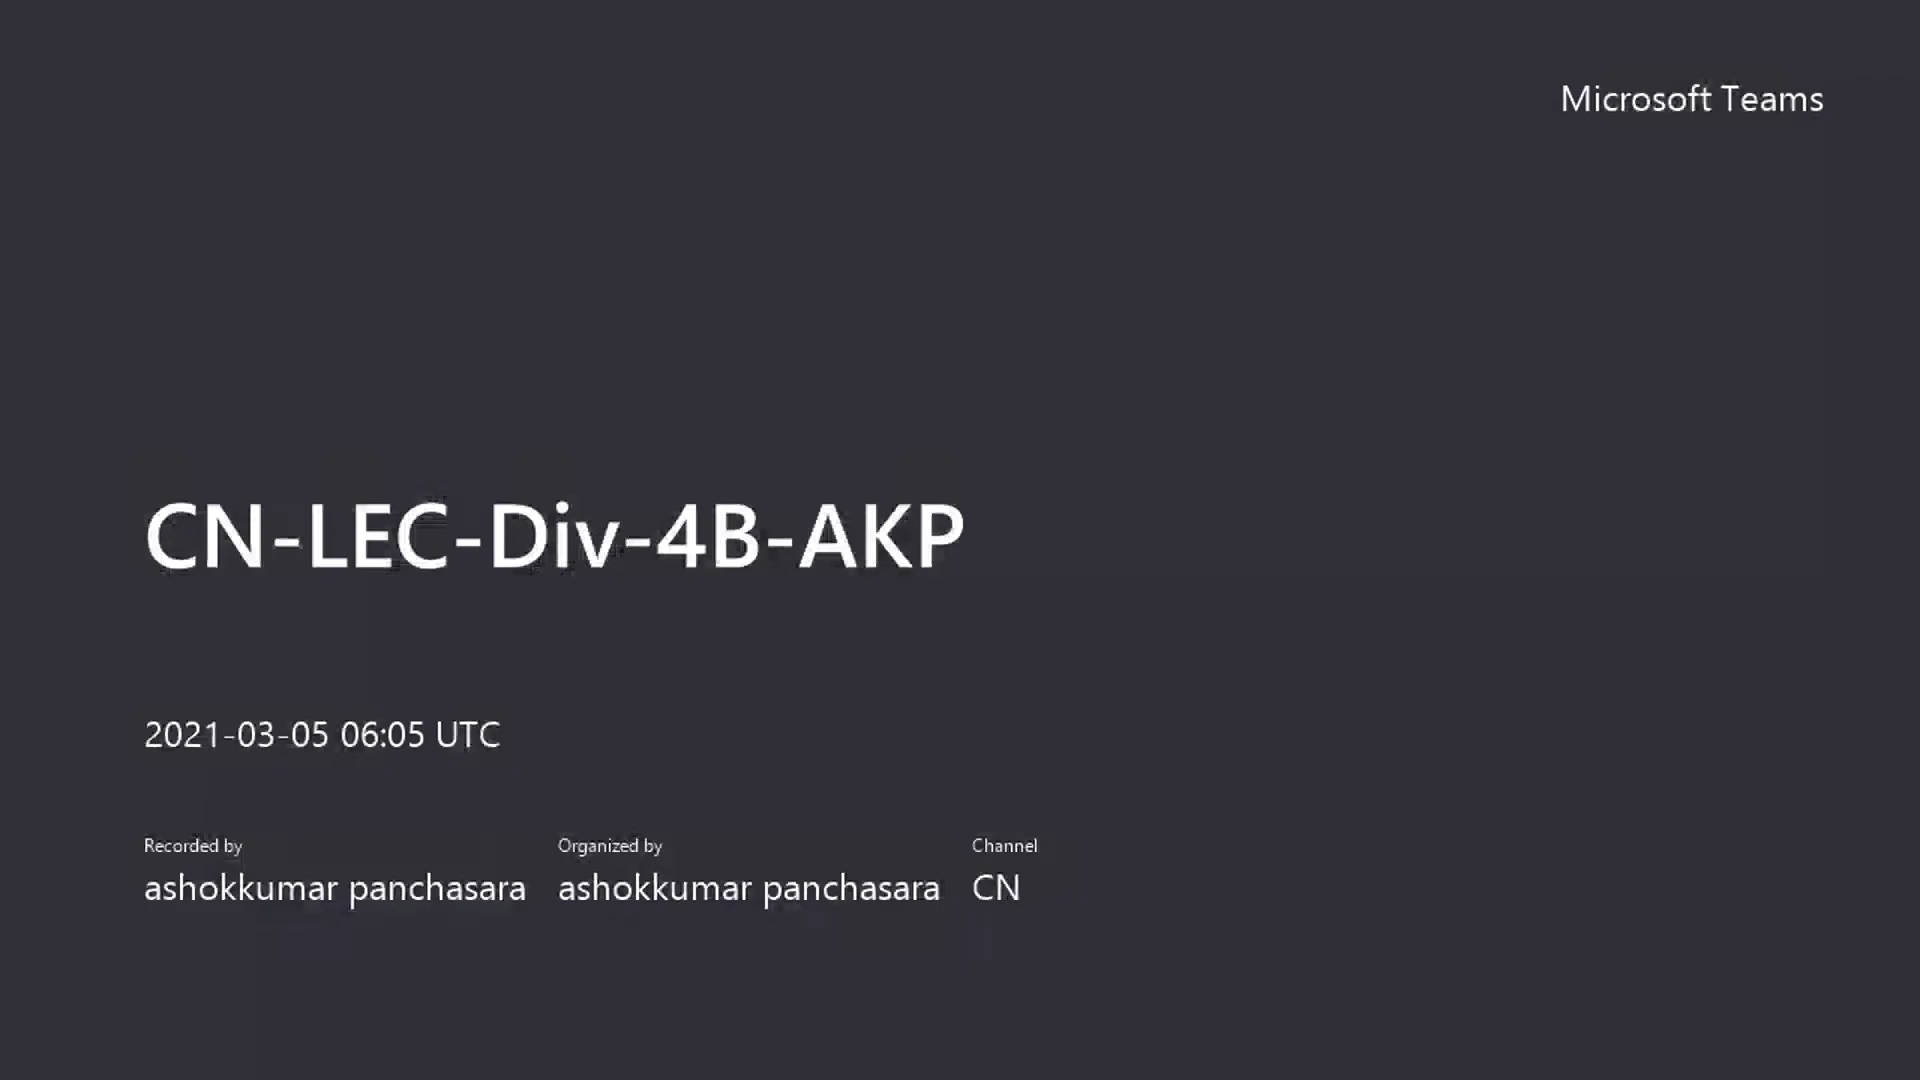 Microsoft Teams
CN-LEC-Div-4B-AKP
2021-03-05 06:05 UTC
Recorded by Organized by Channel
ashokkumar panchasara ashokkumar panchasara CN